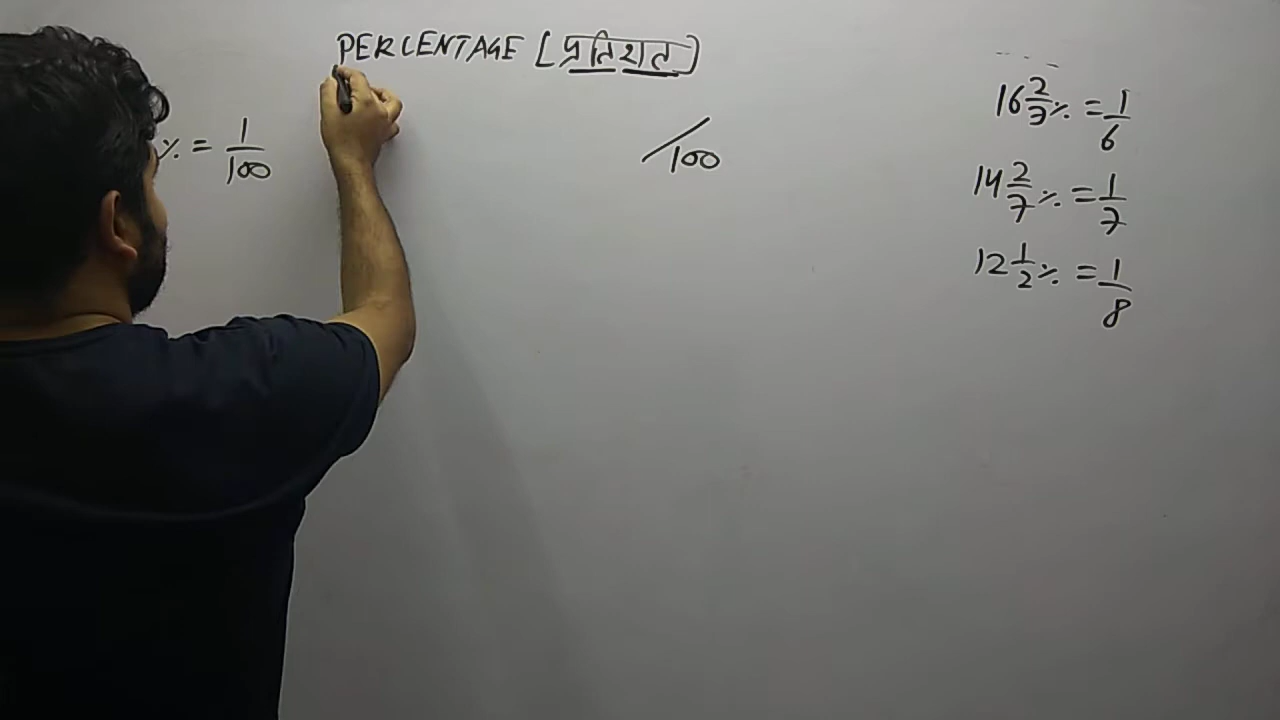 PERCENTAGE [प्रतिशत]
% = 1/100
/100
16 2/3 % = 1/6
14 2/7 % = 1/7
12 1/2 % = 1/8